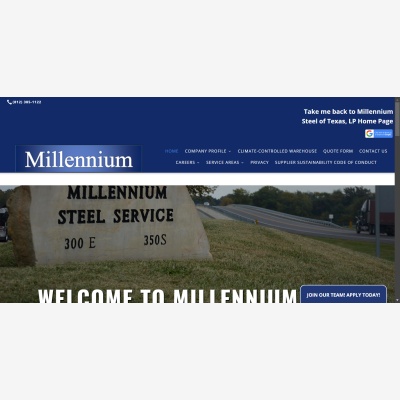 (812) 385-1122
Take me back to Millennium
Steel of Texas, LP Home Page
HOME COMPANY PROFILE CLIMATE-CONTROLLED WAREHOUSE QUOTE FORM CONTACT US
Millennium
CAREERS SERVICE AREAS PRIVACY SUPPLIER SUSTAINABILITY CODE OF CONDUCT
MILLENNIUM
STEEL SERVICE
300 E 350S
WELCOME TO MILLENNIUM
JOIN OUR TEAM! APPLY TODAY!